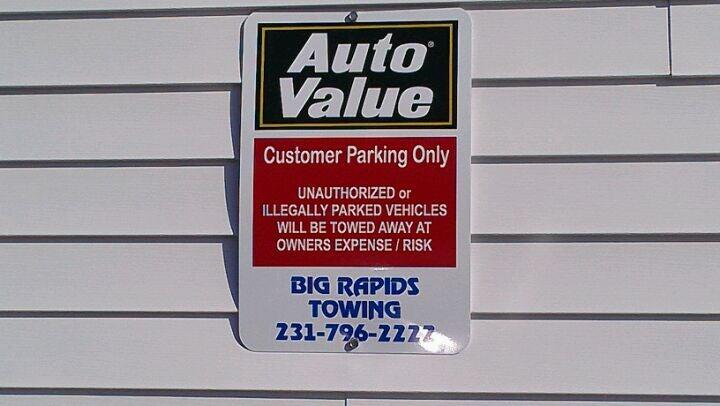 Auto®
Value
Customer Parking Only
UNAUTHORIZED or
ILLEGALLY PARKED VEHICLES
WILL BE TOWED AWAY AT
OWNERS EXPENSE / RISK
BIG RAPIDS
TOWING
231-796-2222